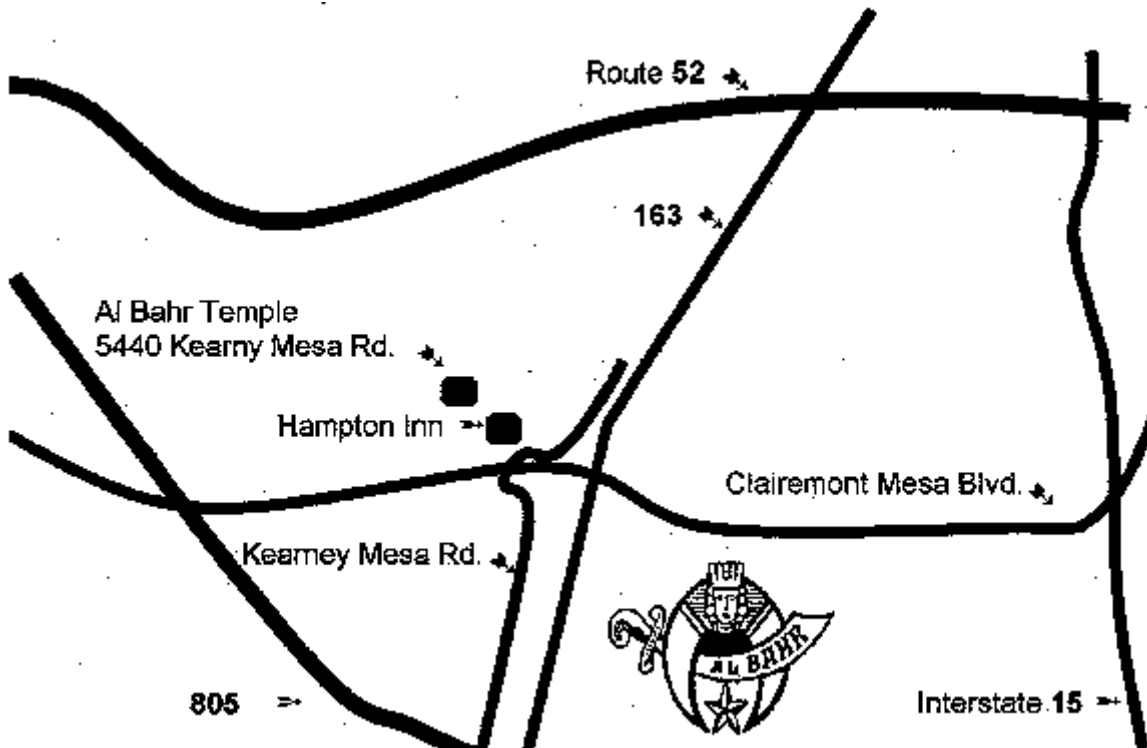 Route 52
163
Al Bahr Temple
5440 Kearny Mesa Rd.
Hampton Inn
Clairemont Mesa Blvd.
Kearney Mesa Rd.
AL BAHR
805
Interstate 15